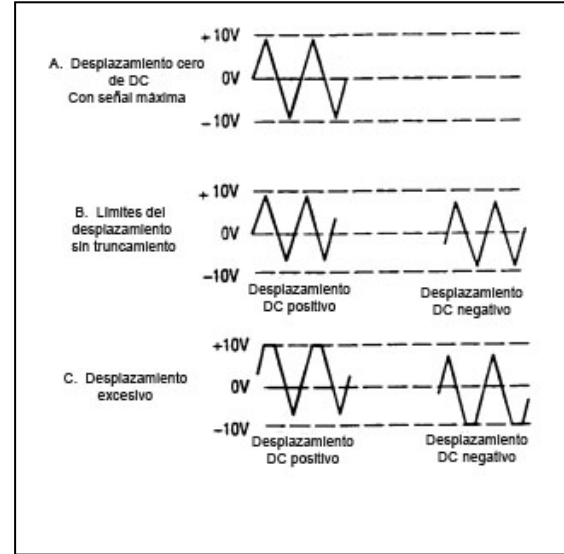 +10V
A. Desplazamiento cero
de DC
Con señal máxima
0V
-10V
+10V
B. Límites del
desplazamiento
sin truncamiento
0V
-10V
Desplazamiento
DC positivo
Desplazamiento
DC negativo
+10V
C. Desplazamiento
excesivo
0V
-10V
Desplazamiento
DC positivo
Desplazamiento
DC negativo